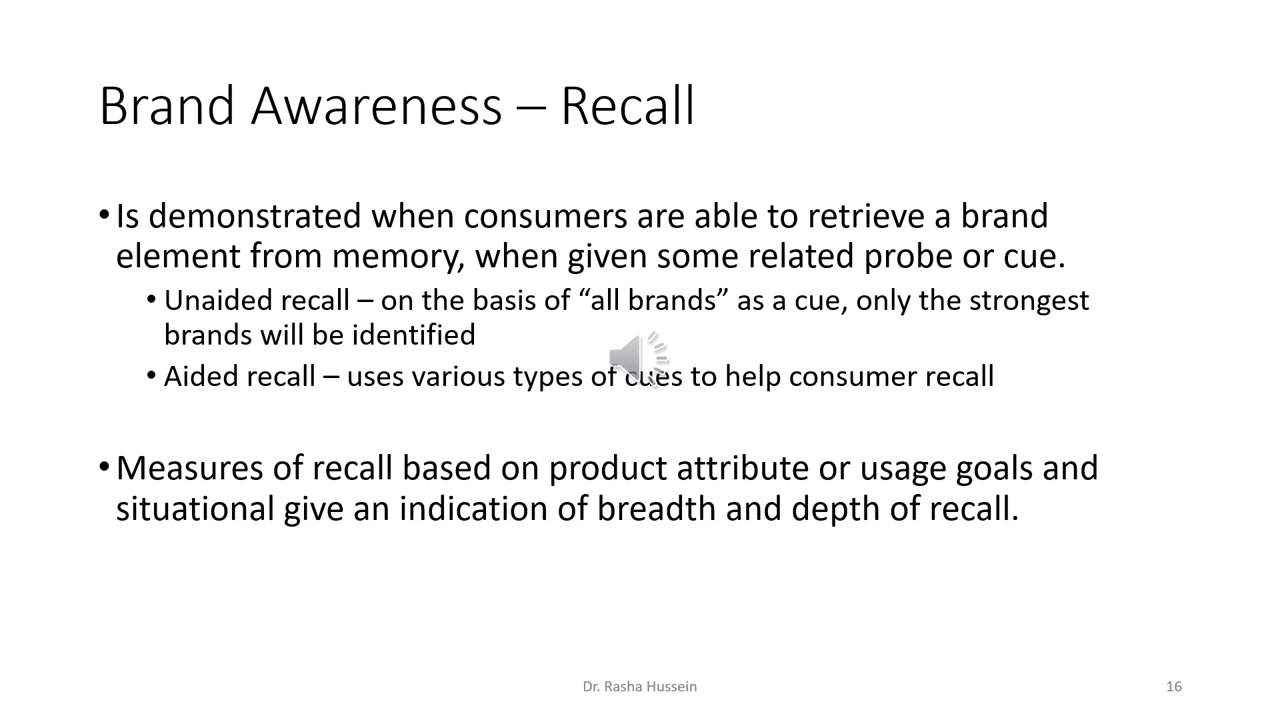 Brand Awareness – Recall
•Is demonstrated when consumers are able to retrieve a brand
element from memory, when given some related probe or cue.
•Unaided recall – on the basis of “all brands” as a cue, only the strongest
brands will be identified
•Aided recall – uses various types of cues to help consumer recall
•Measures of recall based on product attribute or usage goals and
situational give an indication of breadth and depth of recall.
Dr. Rasha Hussein
16